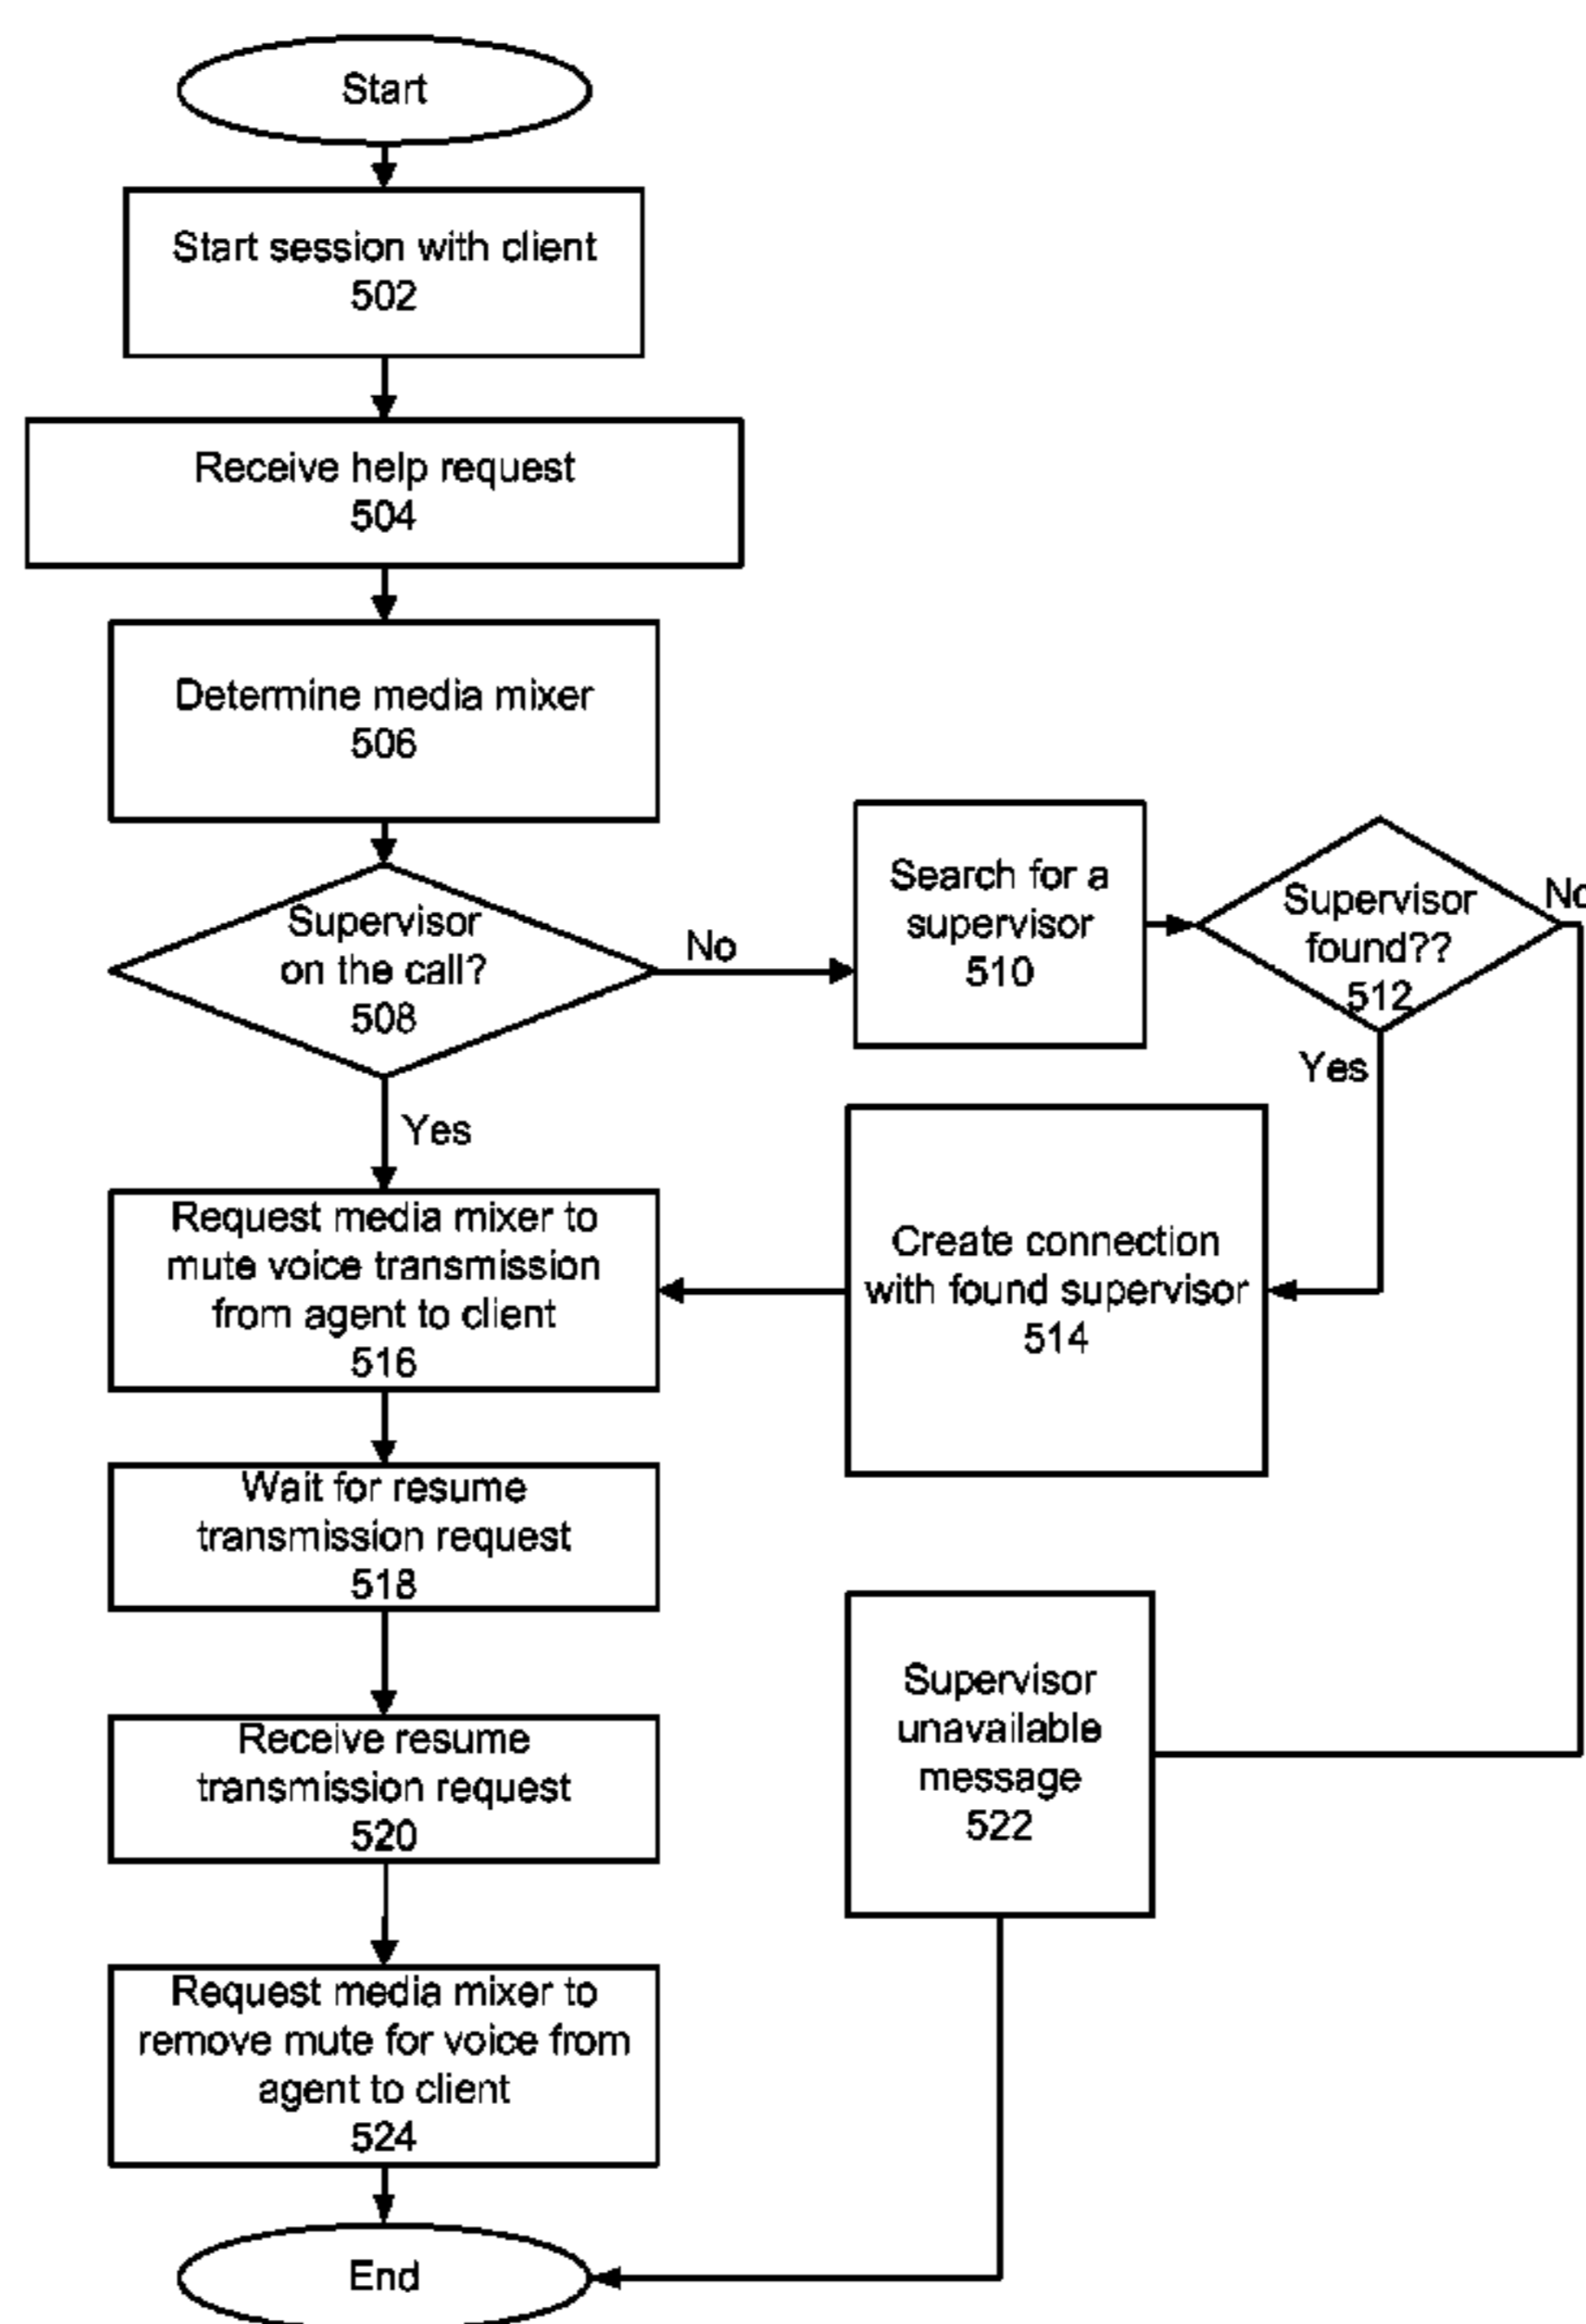 Start
Start session with client
502
Receive help request
504
Determine media mixer
506
Supervisor
on the call?
508
No
Search for a
supervisor
510
Supervisor
found??
512
No
Yes
Yes
Request media mixer to
mute voice transmission
from agent to client
516
Create connection
with found supervisor
514
Wait for resume
transmission request
518
Receive resume
transmission request
520
Supervisor
unavailable
message
522
Request media mixer to
remove mute for voice from
agent to client
524
End